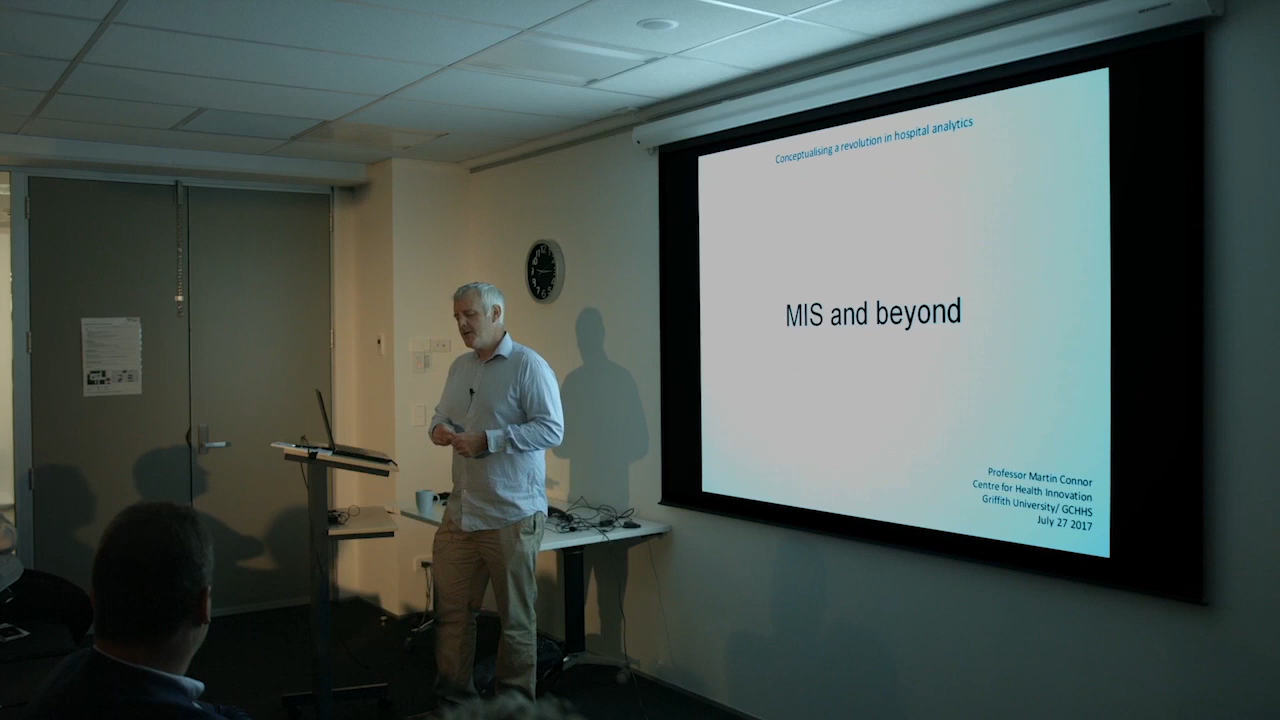 Conceptualising a revolution in hospital analytics
MIS and beyond
Professor Martin Connor
Centre for Health Innovation
Griffith University/ GCHHS
July 27 2017